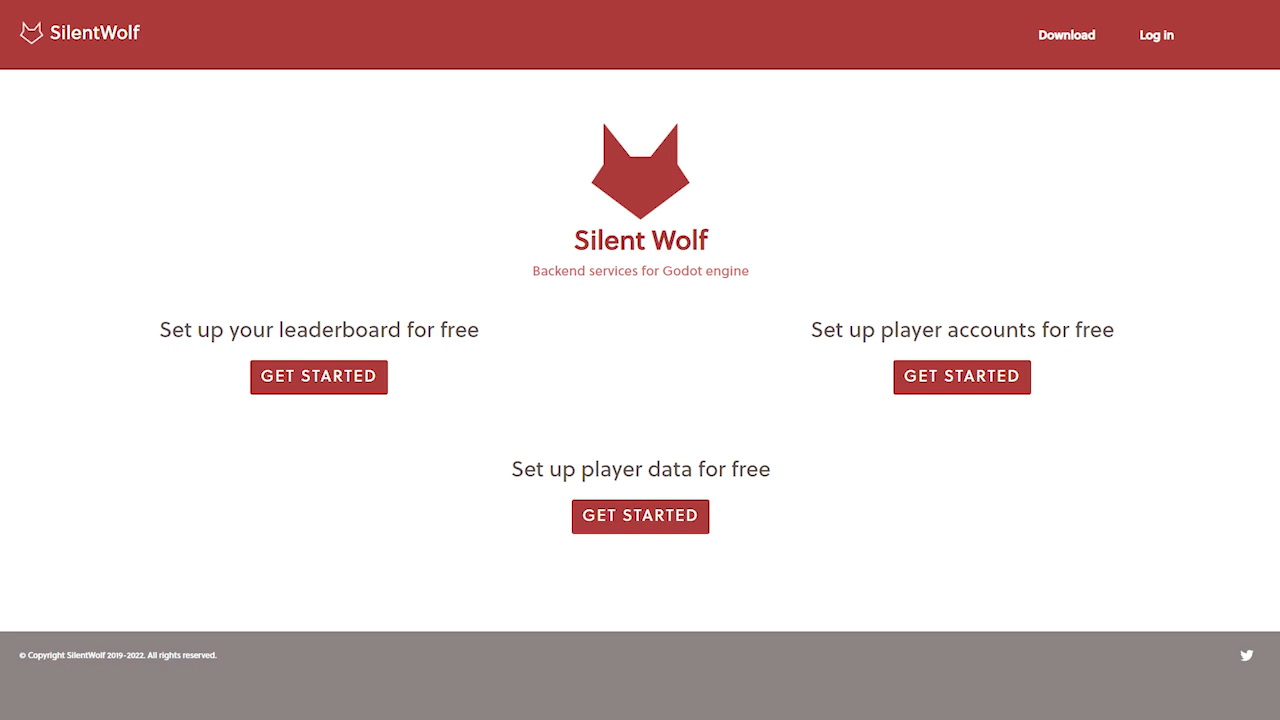 SilentWolf
Download
Log in
Silent Wolf
Backend services for Godot engine
Set up your leaderboard for free
GET STARTED
Set up player accounts for free
GET STARTED
Set up player data for free
GET STARTED
© Copyright SilentWolf 2019-2022. All rights reserved.